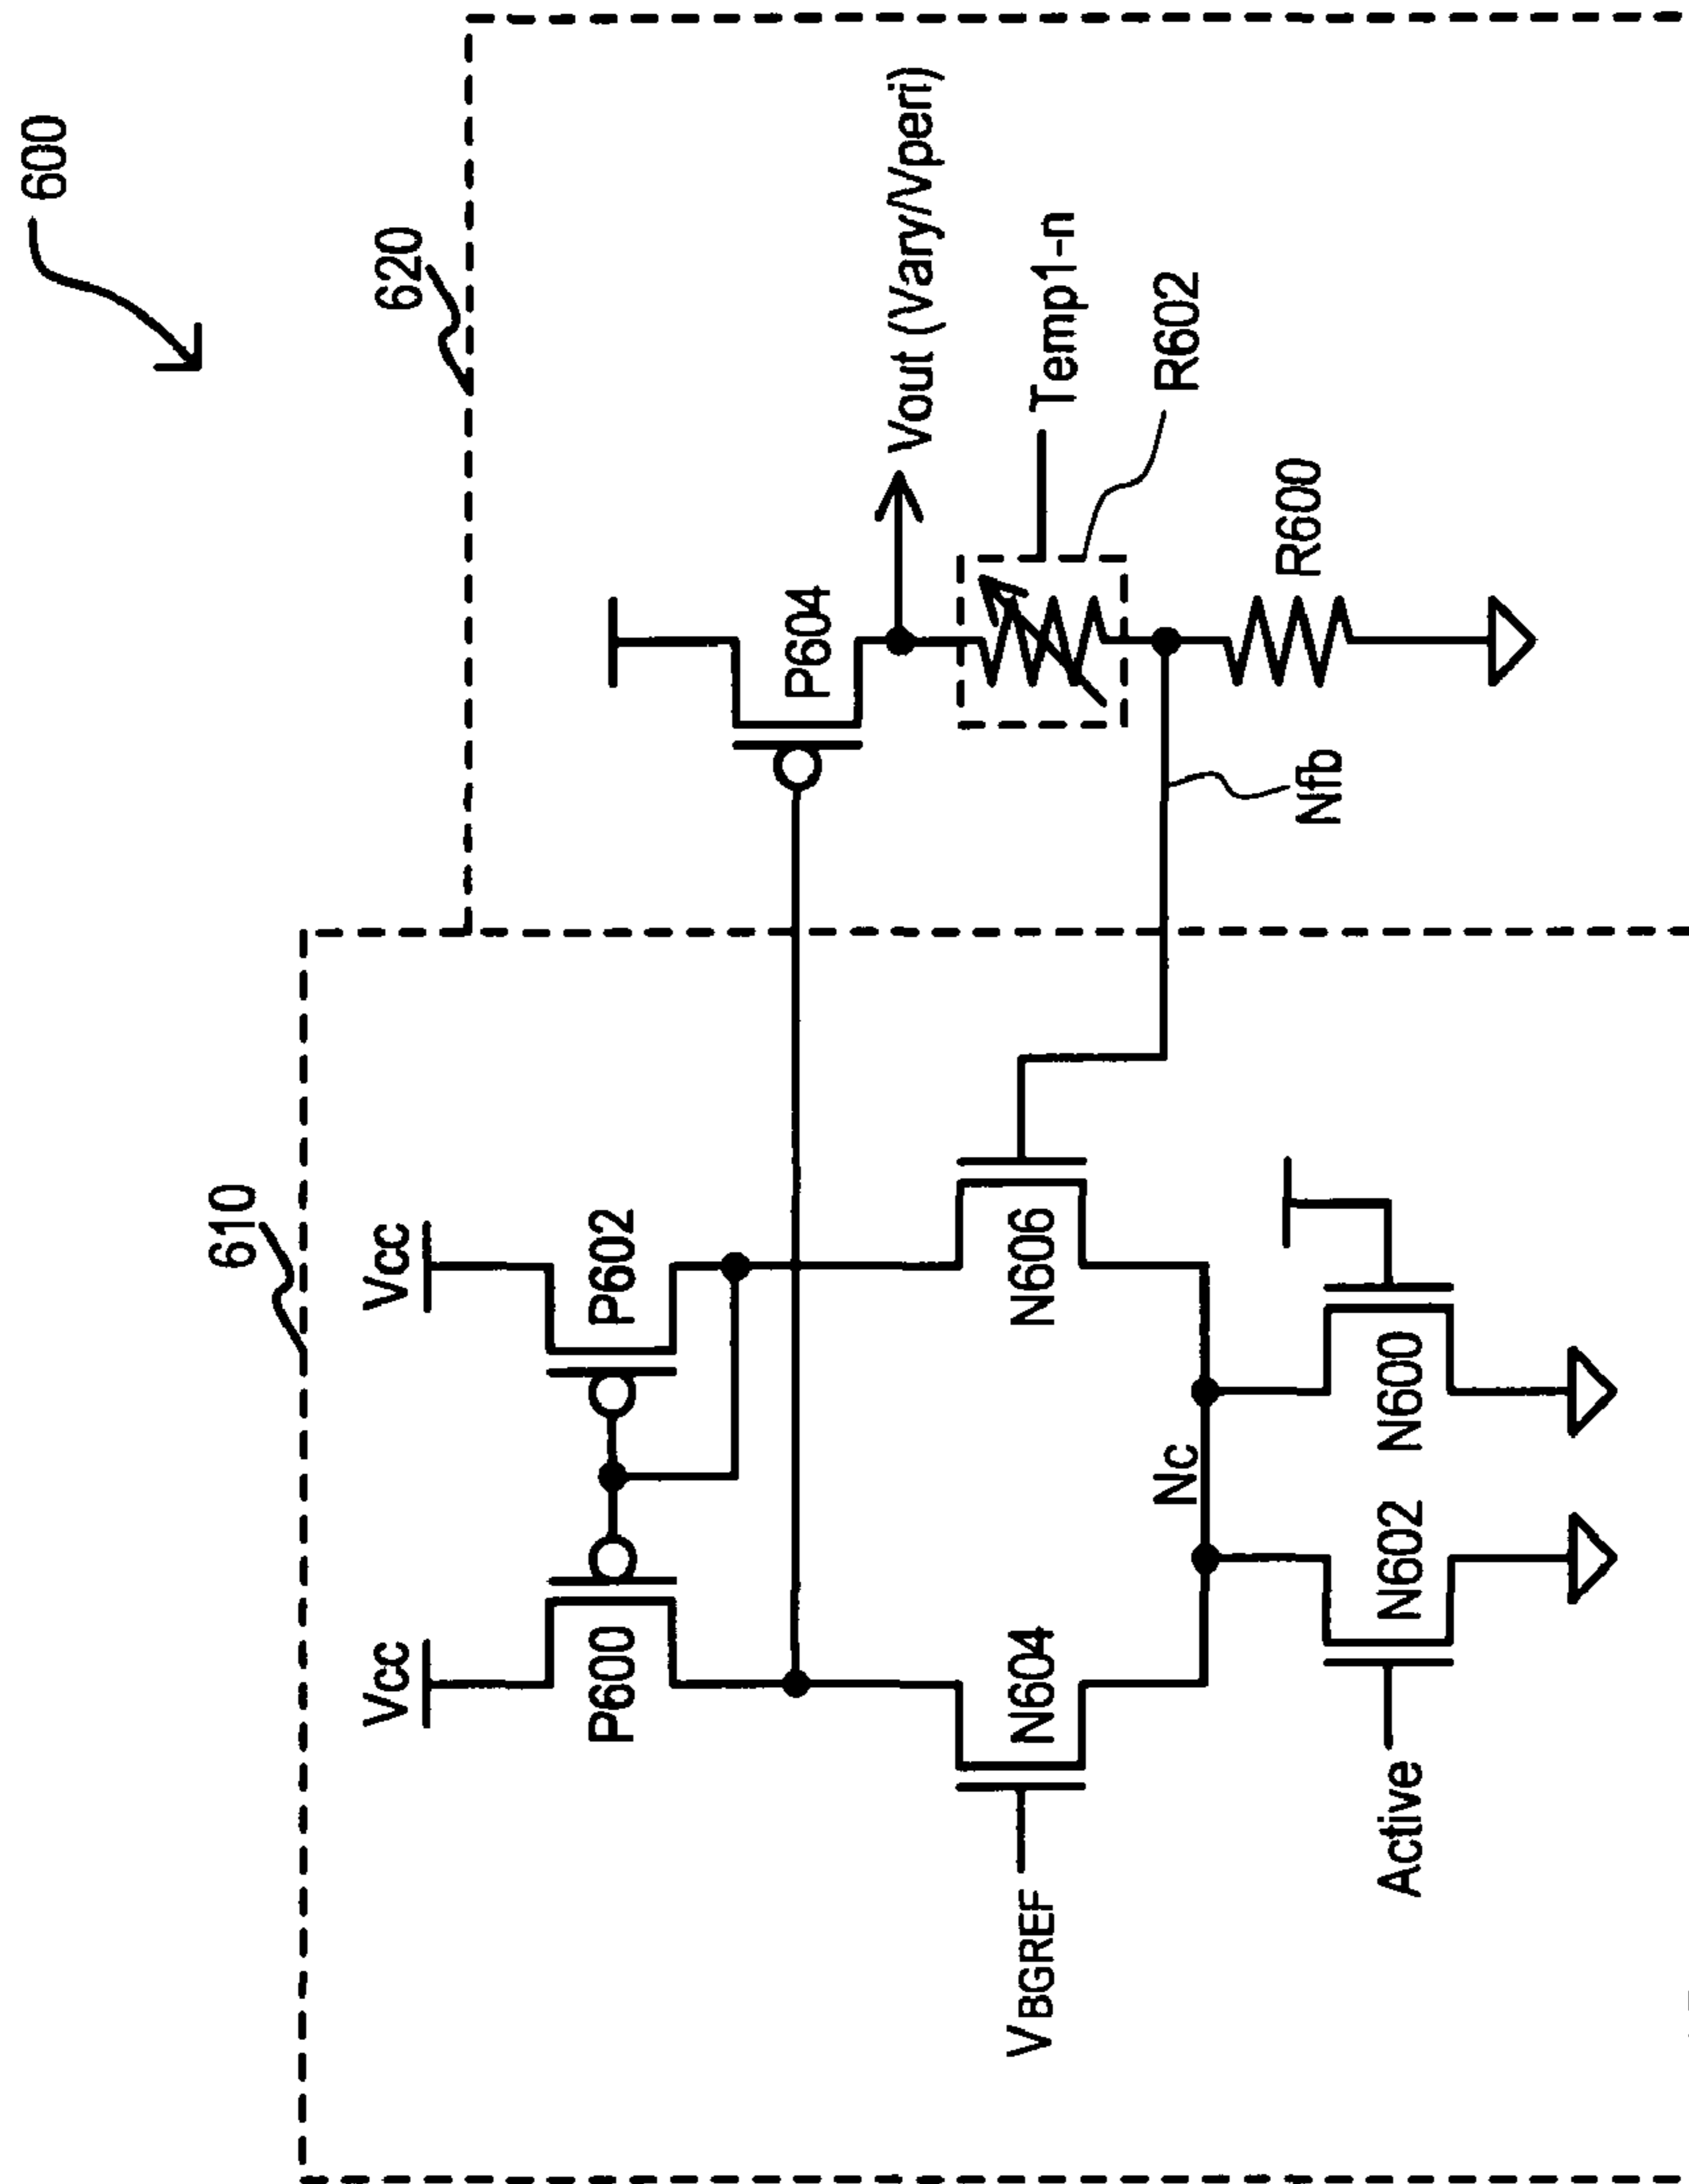 600
620
610
Vcc
Vcc
P600
P602
P604
Vout (Vary/Vperi)
Temp1-n
R602
VBGREF
N604
N606
Nc
Nfb
R600
Active
N602
N600